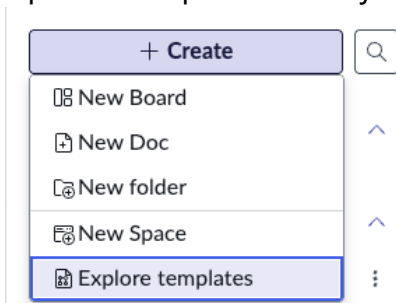 + Create
New Board
New Doc
New folder
New Space
Explore templates